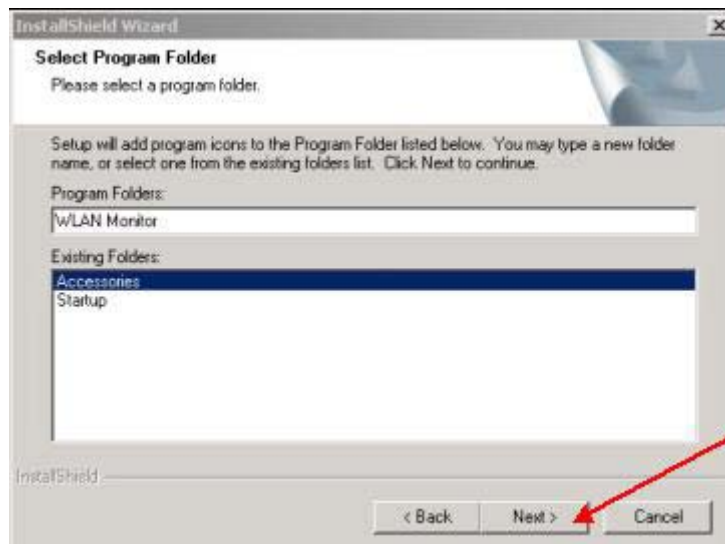 InstallShield Wizard
Select Program Folder
Please select a program folder.
Setup will add program icons to the Program Folder listed below. You may type a new folder
name, or select one from the existing folders list. Click Next to continue.
Program Folders:
WLAN Monitor
Existing Folders:
Accessories
Startup
InstallShield
< Back
Next >
Cancel